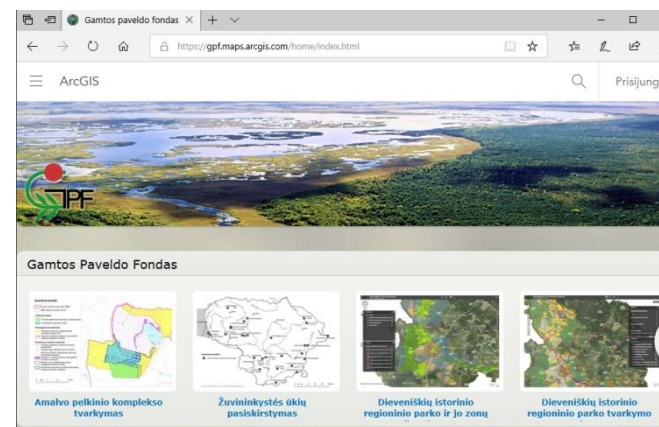 Gamtos paveldo fondas
https://gpf.maps.arcgis.com/home/index.html
ArcGIS
Prisijung
GPF
Gamtos Paveldo Fondas
Amalvo pelkinio komplekso
tvarkymas
Žuvininkystės ūkių
pasiskirstymas
Dieveniškių istorinio
regioninio parko ir jo zonų
Dieveniškių istorinio
regioninio parko tvarkymo